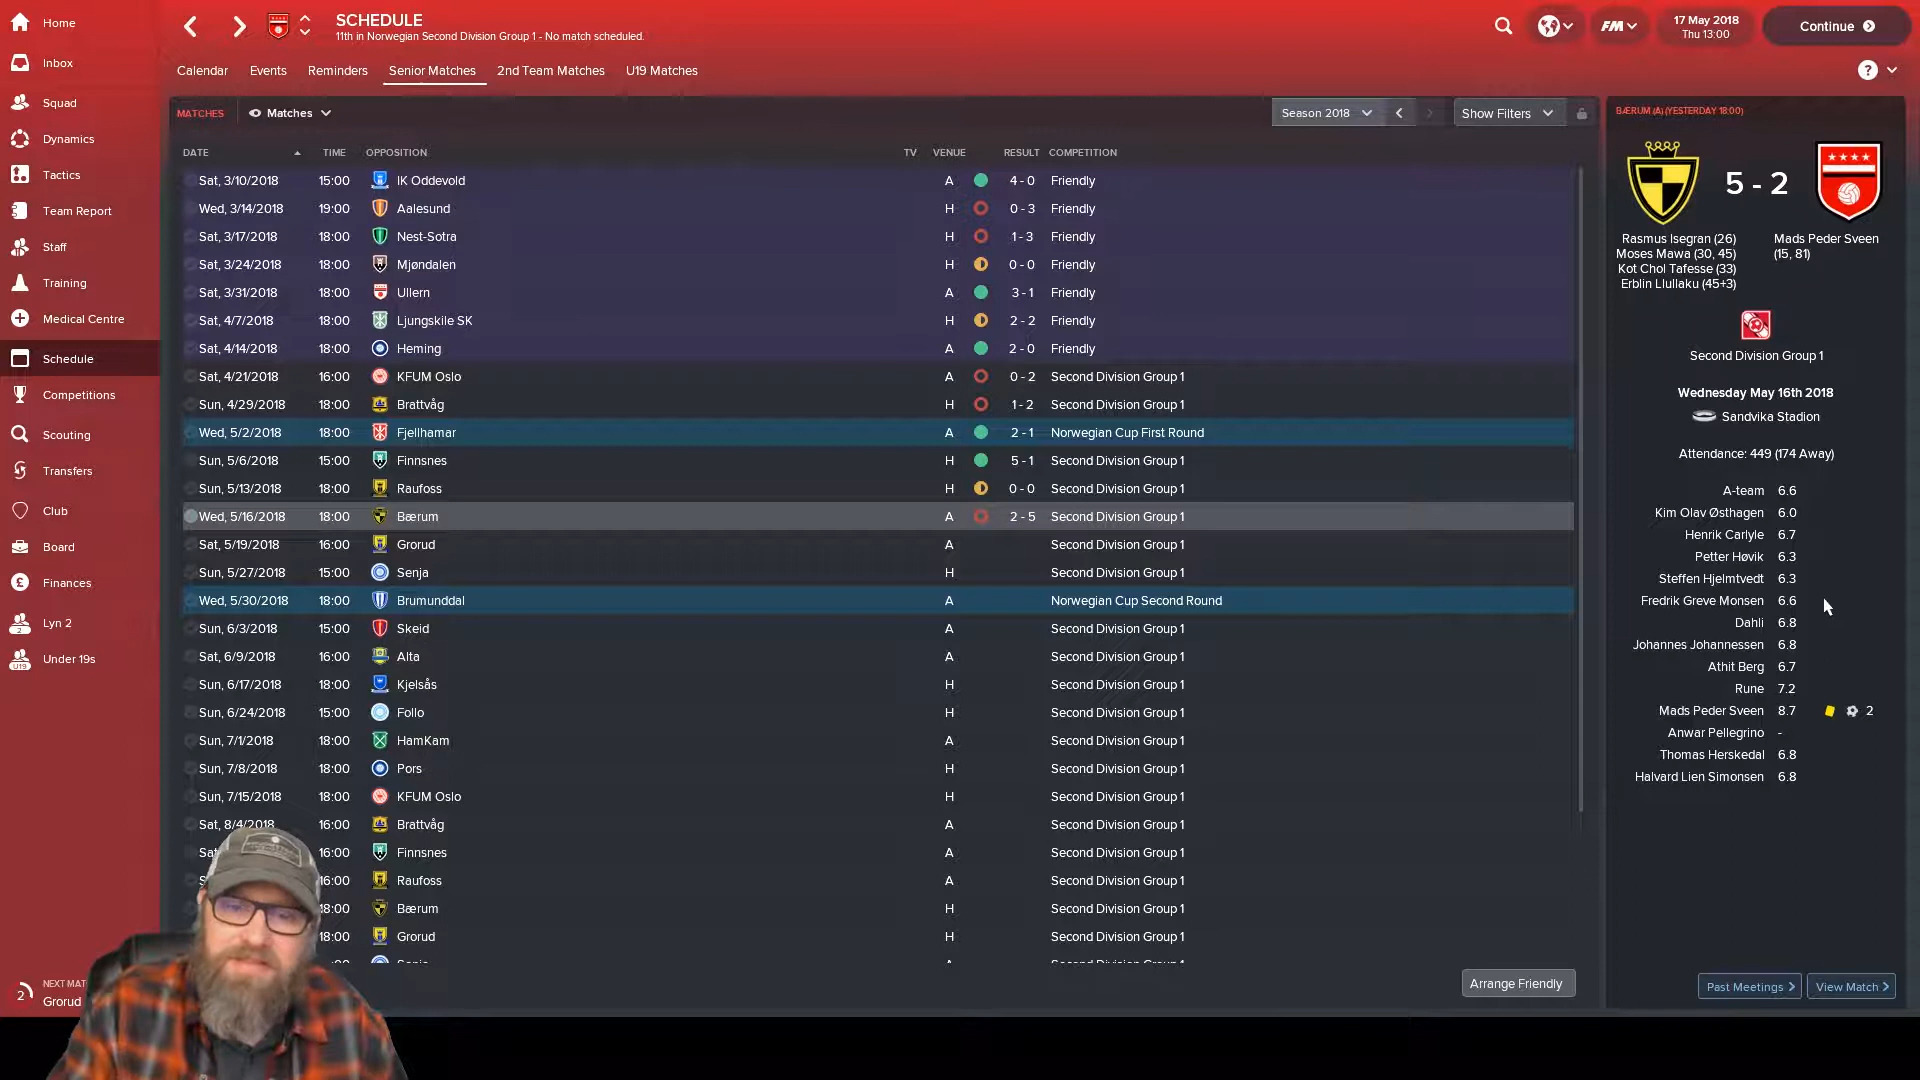 Home
Inbox
Squad
Dynamics
Tactics
Team Report
Staff
Training
Medical Centre
Schedule
Competitions
Scouting
Transfers
Club
Board
Finances
Lyn 2
Under 19s
NEXT MAT
2 Grorud
SCHEDULE
11th in Norwegian Second Division Group 1 - No match scheduled.
FM
17 May 2018
Thu 13:00
Continue
Calendar Events Reminders Senior Matches 2nd Team Matches U19 Matches
?
MATCHES Matches Season 2018 Show Filters
DATE TIME OPPOSITION TV VENUE RESULT COMPETITION
Sat, 3/10/2018 15:00 IK Oddevold A 4 - 0 Friendly
Wed, 3/14/2018 19:00 Aalesund H 0 - 3 Friendly
Sat, 3/17/2018 18:00 Nest-Sotra H 1 - 3 Friendly
Sat, 3/24/2018 18:00 Mjøndalen H 0 - 0 Friendly
Sat, 3/31/2018 18:00 Ullern A 3 - 1 Friendly
Sat, 4/7/2018 18:00 Ljungskile SK H 2 - 2 Friendly
Sat, 4/14/2018 18:00 Heming A 2 - 0 Friendly
Sat, 4/21/2018 16:00 KFUM Oslo A 0 - 2 Second Division Group 1
Sun, 4/29/2018 18:00 Brattvåg H 1 - 2 Second Division Group 1
Wed, 5/2/2018 18:00 Fjellhamar A 2 - 1 Norwegian Cup First Round
Sun, 5/6/2018 15:00 Finnsnes H 5 - 1 Second Division Group 1
Sun, 5/13/2018 18:00 Raufoss H 0 - 0 Second Division Group 1
Wed, 5/16/2018 18:00 Bærum A 2 - 5 Second Division Group 1
Sat, 5/19/2018 16:00 Grorud A Second Division Group 1
Sun, 5/27/2018 15:00 Senja H Second Division Group 1
Wed, 5/30/2018 18:00 Brumunddal A Norwegian Cup Second Round
Sun, 6/3/2018 15:00 Skeid A Second Division Group 1
Sat, 6/9/2018 16:00 Alta A Second Division Group 1
Sun, 6/17/2018 18:00 Kjelsås H Second Division Group 1
Sun, 6/24/2018 15:00 Follo H Second Division Group 1
Sun, 7/1/2018 18:00 HamKam A Second Division Group 1
Sun, 7/8/2018 18:00 Pors H Second Division Group 1
Sun, 7/15/2018 18:00 KFUM Oslo H Second Division Group 1
Sat, 8/4/2018 16:00 Brattvåg A Second Division Group 1
Sat 16:00 Finnsnes A Second Division Group 1
S 16:00 Raufoss A Second Division Group 1
18:00 Bærum H Second Division Group 1
18:00 Grorud H Second Division Group 1
Arrange Friendly
BÆRUM (A) (YESTERDAY 18:00)
5 - 2
Rasmus Isegran (26)
Moses Mawa (30, 45)
Kot Chol Tafesse (33)
Erblin Llullaku (45+3)
Mads Peder Sveen
(15, 81)
Second Division Group 1
Wednesday May 16th 2018
Sandvika Stadion
Attendance: 449 (174 Away)
A-team 6.6
Kim Olav Østhagen 6.0
Henrik Carlyle 6.7
Petter Høvik 6.3
Steffen Hjelmtvedt 6.3
Fredrik Greve Monsen 6.6
Dahli 6.8
Johannes Johannessen 6.8
Athit Berg 6.7
Rune 7.2
Mads Peder Sveen 8.7 2
Anwar Pellegrino -
Thomas Herskedal 6.8
Halvard Lien Simonsen 6.8
Past Meetings View Match